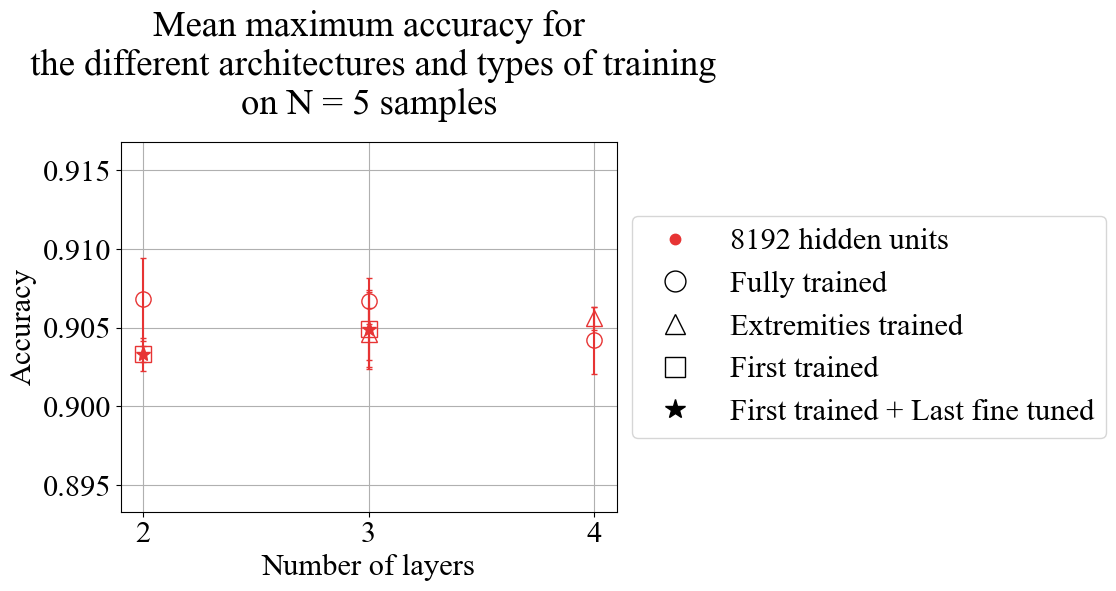 Mean maximum accuracy for
the different architectures and types of training
on N = 5 samples
0.915
0.910
0.905
0.900
0.895
Accuracy
2 3 4
Number of layers
8192 hidden units
Fully trained
Extremities trained
First trained
First trained + Last fine tuned